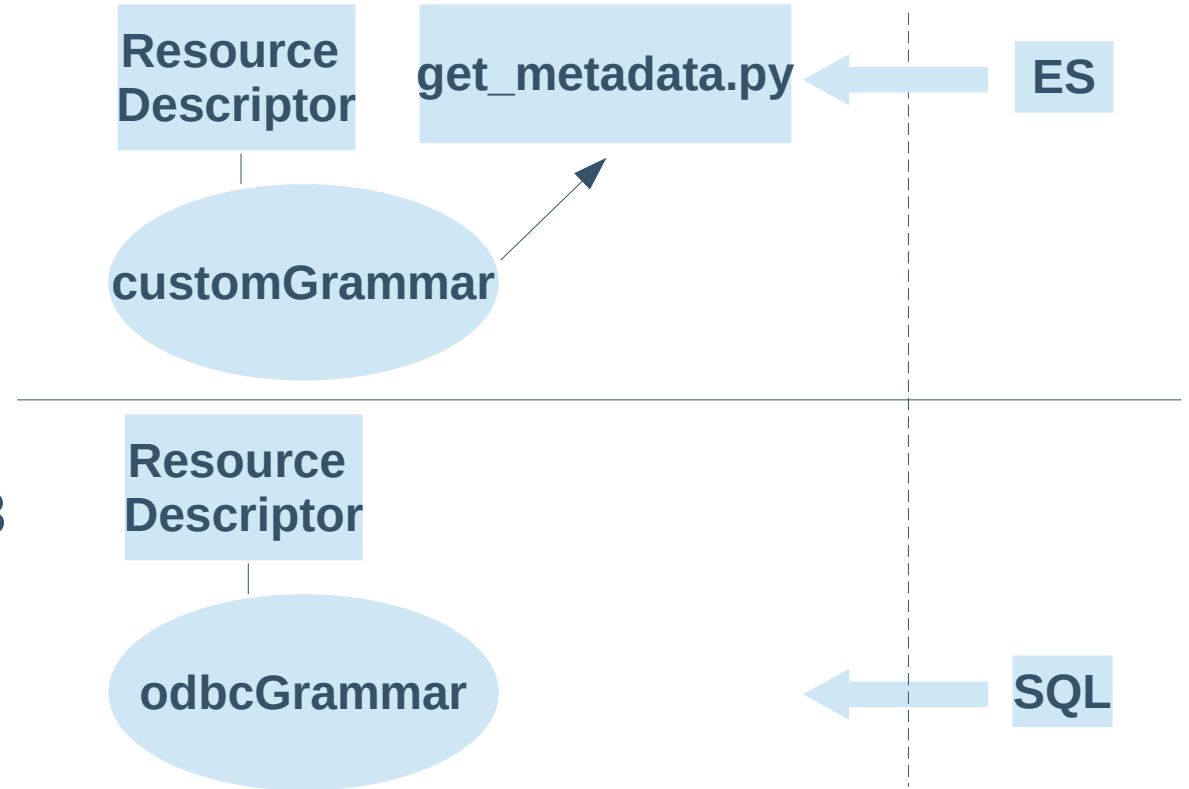 Resource
Descriptor
get_metadata.py
ES
customGrammar
Resource
Descriptor
odbcGrammar
SQL